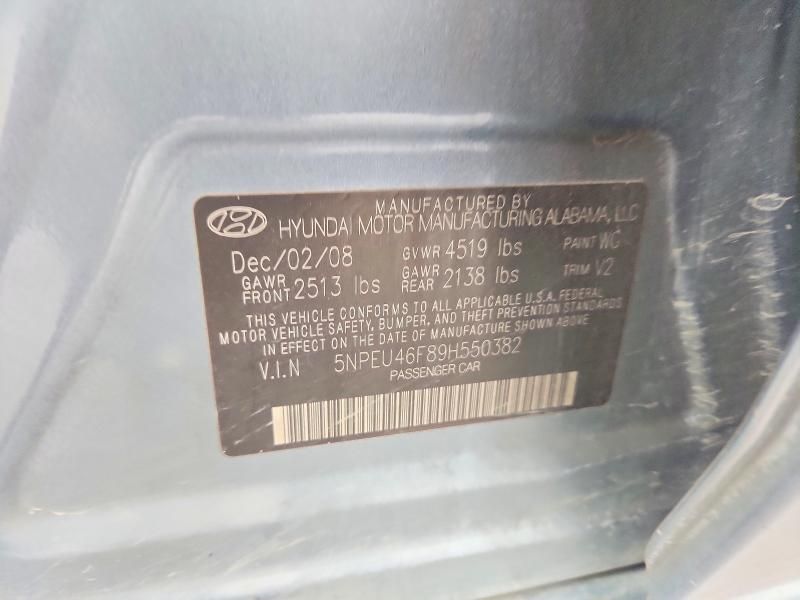 MANUFACTURED BY
HYUNDAI MOTOR MANUFACTURING ALABAMA, LLC
Dec/02/08 GVWR 4519 lbs PAINT WC
GAWR FRONT 2513 lbs GAWR REAR 2138 lbs TRIM V2
THIS VEHICLE CONFORMS TO ALL APPLICABLE U.S.A. FEDERAL
MOTOR VEHICLE SAFETY, BUMPER, AND THEFT PREVENTION STANDARDS
IN EFFECT ON THE DATE OF MANUFACTURE SHOWN ABOVE.
V.I.N 5NPEU46F89H550382
PASSENGER CAR